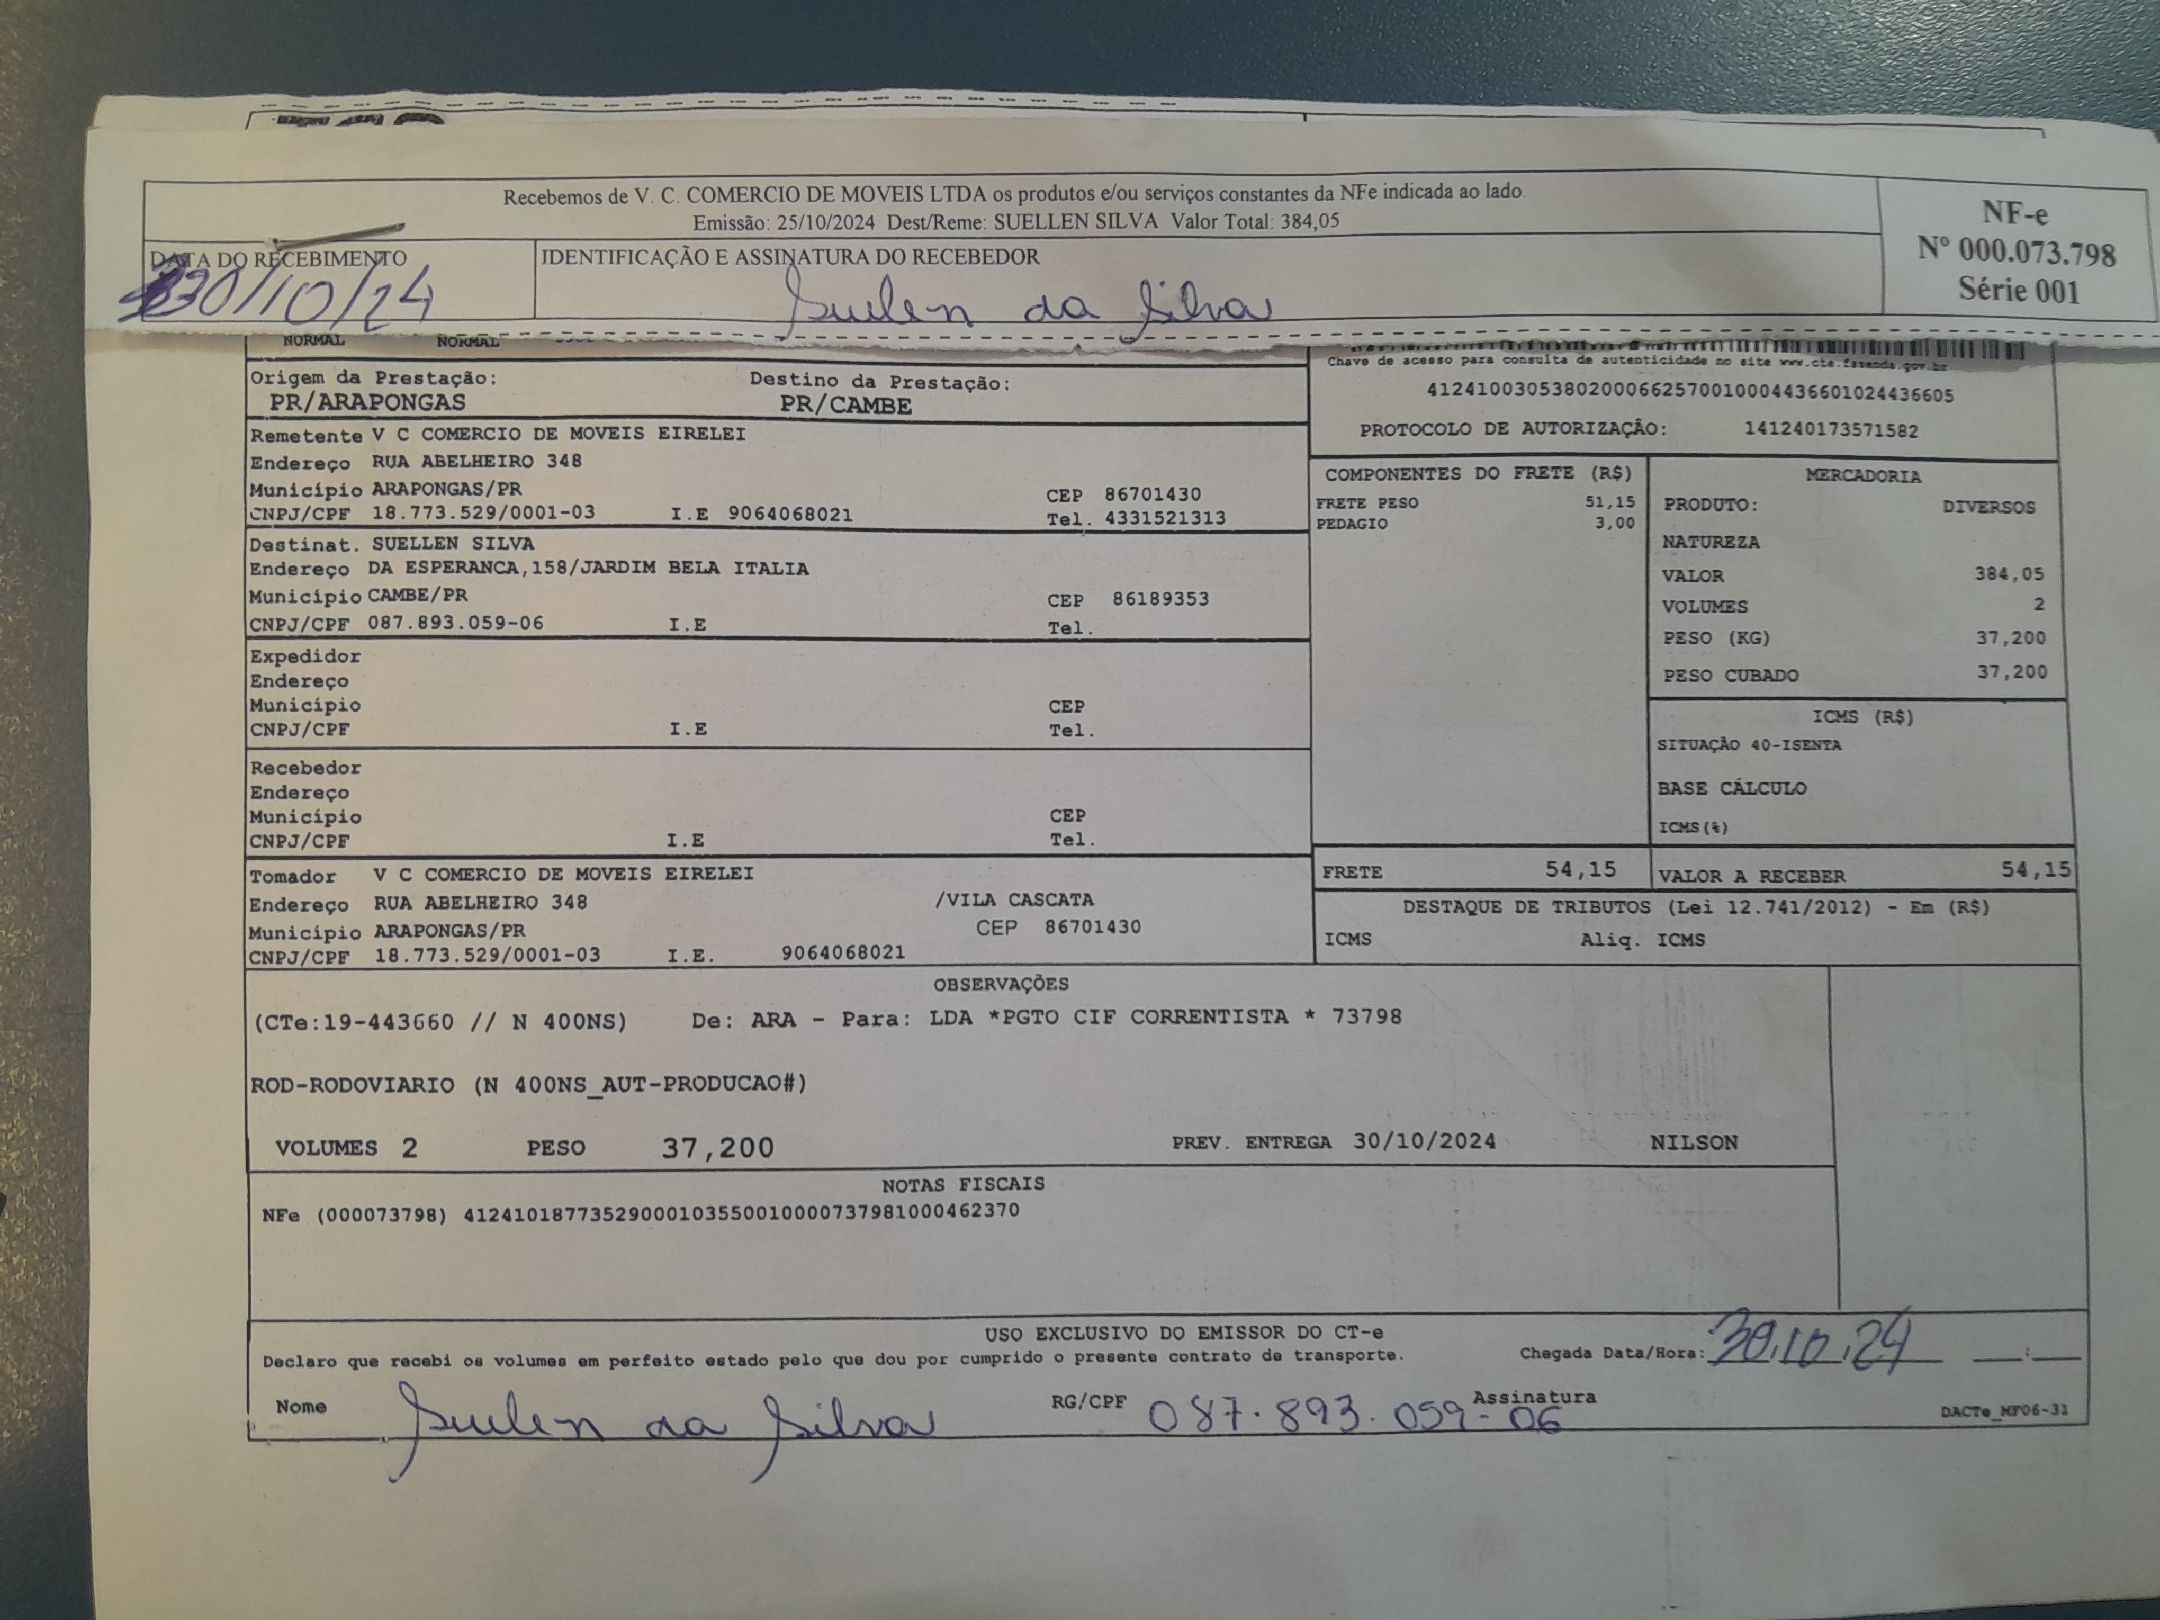 Recebemos de V. C. COMERCIO DE MOVEIS LTDA os produtos e/ou serviços constantes da NFe indicada ao lado.
Emissão: 25/10/2024 Dest/Reme: SUELLEN SILVA Valor Total: 384,05
NF-e
Nº 000.073.798
Série 001
DATA DO RECEBIMENTO
30/10/24
IDENTIFICAÇÃO E ASSINATURA DO RECEBEDOR
Suelen da Silva
NORMAL NORMAL
Chave de acesso para consulta de autenticidade no site www.cte.fazenda.gov.br
41241003053802000662570010004436601024436605
PROTOCOLO DE AUTORIZAÇÃO: 141240173571582
Origem da Prestação: Destino da Prestação:
PR/ARAPONGAS PR/CAMBE
Remetente V C COMERCIO DE MOVEIS EIRELEI
Endereço RUA ABELHEIRO 348
Município ARAPONGAS/PR CEP 86701430
CNPJ/CPF 18.773.529/0001-03 I.E 9064068021 Tel. 4331521313
Destinat. SUELLEN SILVA
Endereço DA ESPERANCA,158/JARDIM BELA ITALIA
Município CAMBE/PR CEP 86189353
CNPJ/CPF 087.893.059-06 I.E Tel.
Expedidor
Endereço
Município CEP
CNPJ/CPF I.E Tel.
Recebedor
Endereço
Município CEP
CNPJ/CPF I.E Tel.
Tomador V C COMERCIO DE MOVEIS EIRELEI
Endereço RUA ABELHEIRO 348 /VILA CASCATA
Município ARAPONGAS/PR CEP 86701430
CNPJ/CPF 18.773.529/0001-03 I.E. 9064068021
COMPONENTES DO FRETE (R$)
FRETE PESO 51,15
PEDAGIO 3,00
MERCADORIA
PRODUTO: DIVERSOS
NATUREZA
VALOR 384,05
VOLUMES 2
PESO (KG) 37,200
PESO CUBADO 37,200
ICMS (R$)
SITUAÇÃO 40-ISENTA
BASE CÁLCULO
ICMS(%)
FRETE 54,15 VALOR A RECEBER 54,15
DESTAQUE DE TRIBUTOS (Lei 12.741/2012) - Em (R$)
ICMS Aliq. ICMS
OBSERVAÇÕES
(CTe:19-443660 // N 400NS) De: ARA - Para: LDA *PGTO CIF CORRENTISTA * 73798
ROD-RODOVIARIO (N 400NS_AUT-PRODUCAO#)
VOLUMES 2 PESO 37,200 PREV. ENTREGA 30/10/2024 NILSON
NOTAS FISCAIS
NFe (000073798) 41241018773529000103550010000737981000462370
USO EXCLUSIVO DO EMISSOR DO CT-e
Declaro que recebi os volumes em perfeito estado pelo que dou por cumprido o presente contrato de transporte. Chegada Data/Hora: 30.10.24 __:__
Nome Suelen da Silva RG/CPF 087.893.059-06 Assinatura
DACTe_MF06-31